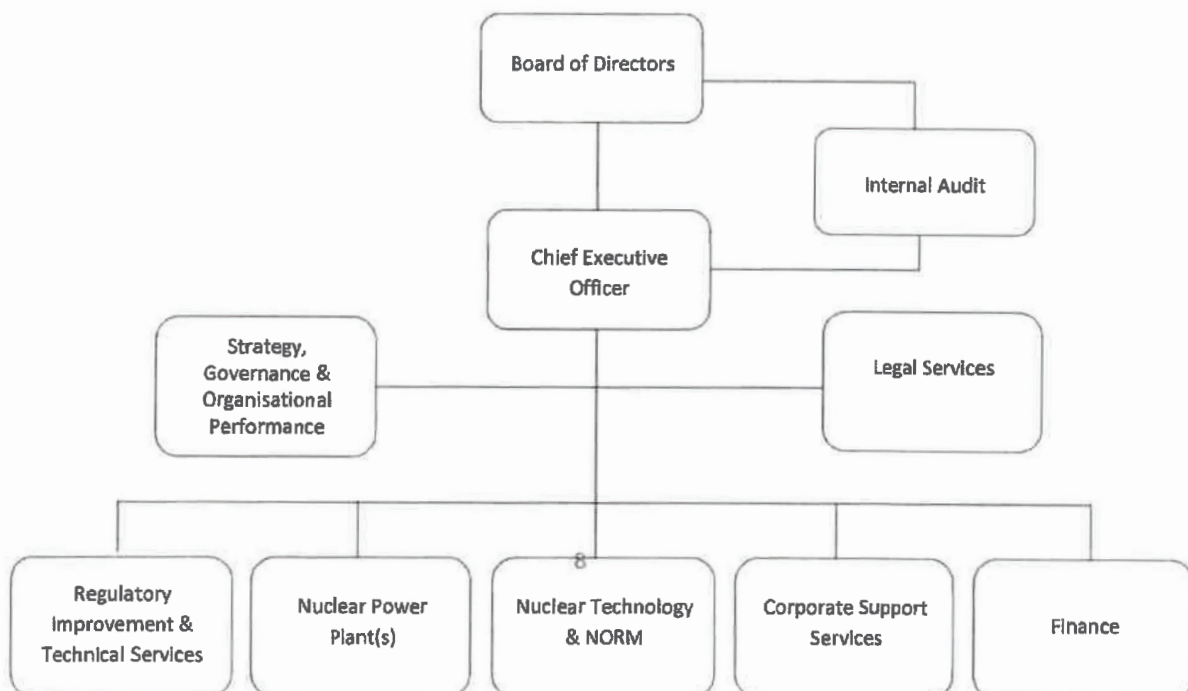 Board of Directors
Internal Audit
Chief Executive
Officer
Strategy,
Governance &
Organisational
Performance
Legal Services
8
Regulatory
Improvement &
Technical Services
Nuclear Power
Plant(s)
Nuclear Technology
& NORM
Corporate Support
Services
Finance